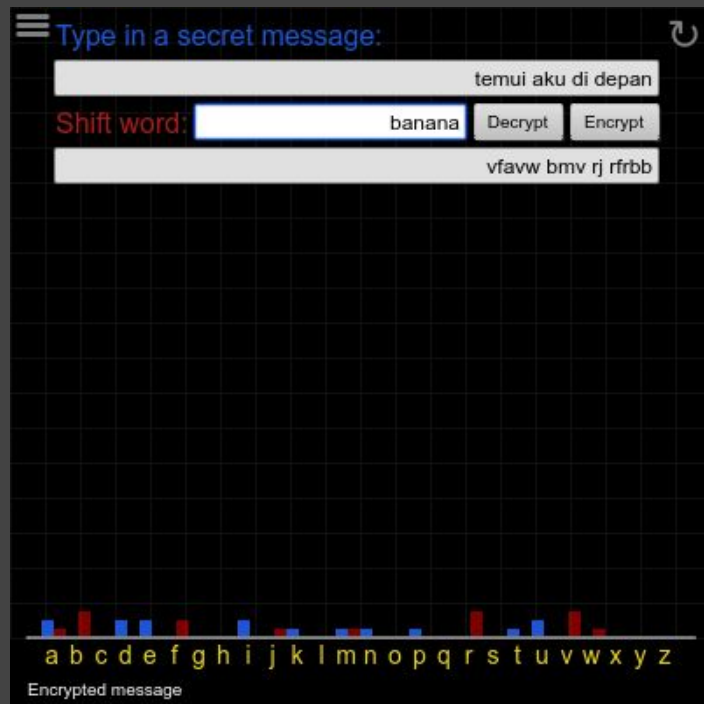 Type in a secret message:
temui aku di depan
Shift word: banana Decrypt Encrypt
vfavw bmv rj rfrbb
a b c d e f g h i j k l m n o p q r s t u v w x y z
Encrypted message